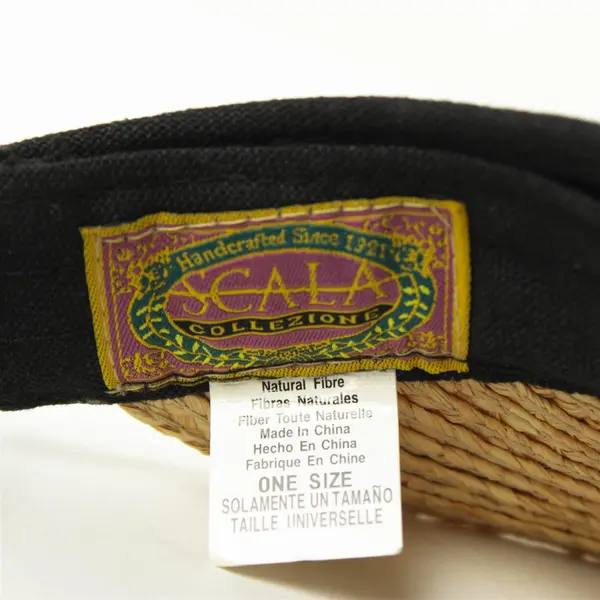 Handcrafted Since 1921
SCALA
COLLEZIONE
Natural Fibre
Fibras Naturales
Fiber Toute Naturelle
Made in China
Hecho En China
Fabrique En Chine
ONE SIZE
SOLAMENTE UN TAMAÑO
TAILLE UNIVERSELLE